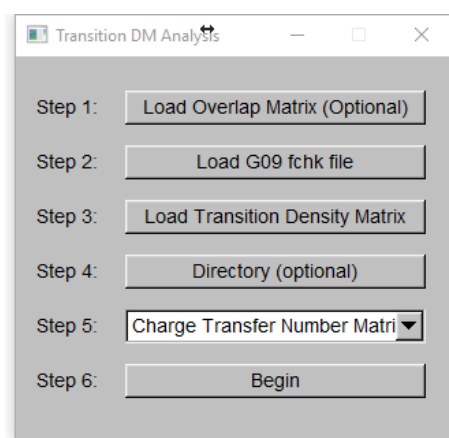 Transition DM Analysis
Step 1: Load Overlap Matrix (Optional)
Step 2: Load G09 fchk file
Step 3: Load Transition Density Matrix
Step 4: Directory (optional)
Step 5: Charge Transfer Number Matri
Step 6: Begin